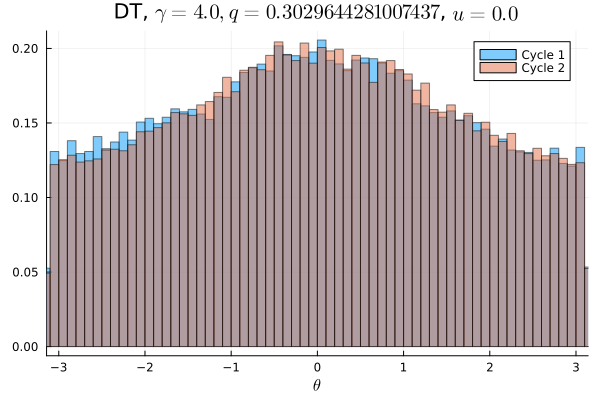 DT, γ = 4.0, q = 0.3029644281007437, u = 0.0
0.20
Cycle 1
Cycle 2
0.15
0.10
0.05
0.00
−3 −2 −1 0 1 2 3
θ